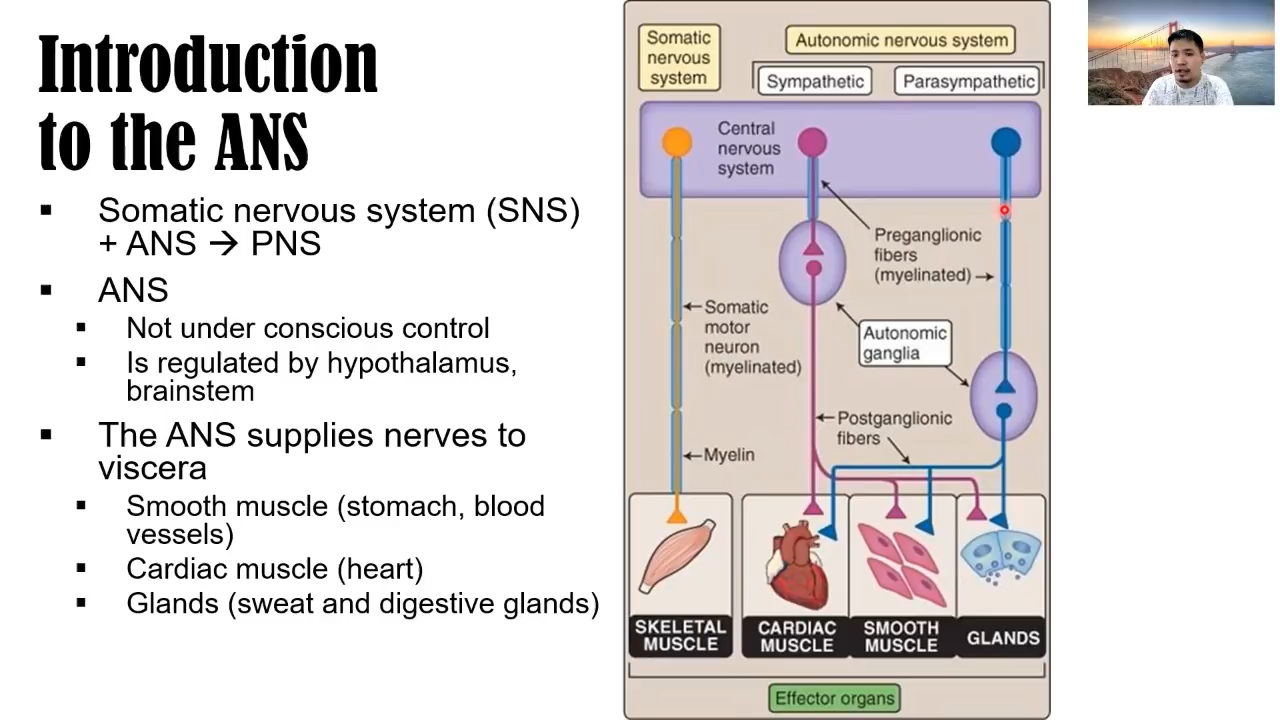 Introduction
to the ANS
▪ Somatic nervous system (SNS)
+ ANS → PNS
▪ ANS
▪ Not under conscious control
▪ Is regulated by hypothalamus,
brainstem
▪ The ANS supplies nerves to
viscera
▪ Smooth muscle (stomach, blood
vessels)
▪ Cardiac muscle (heart)
▪ Glands (sweat and digestive glands)
Somatic
nervous
system
Autonomic nervous system
Sympathetic
Parasympathetic
Central
nervous
system
Preganglionic
fibers
(myelinated)
Somatic
motor
neuron
(myelinated)
Autonomic
ganglia
Postganglionic
fibers
Myelin
SKELETAL
MUSCLE
CARDIAC
MUSCLE
SMOOTH
MUSCLE
GLANDS
Effector organs